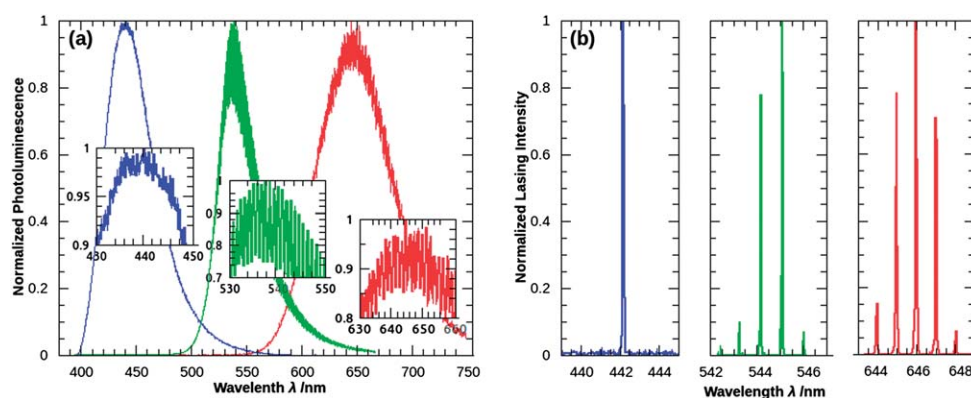 (a)
1
0.8
0.6
0.4
0.2
0
Normalized Photoluminescence
400 450 500 550 600 650 700 750
Wavelenth λ /nm
1
0.95
0.9
430 440 450
1
0.9
0.8
0.7
530 540 550
1
0.9
0.8
630 640 650 660
(b)
1
0.8
0.6
0.4
0.2
0
Normalized Lasing Intensity
440 442 444
542 544 546
644 646 648
Wavelength λ /nm